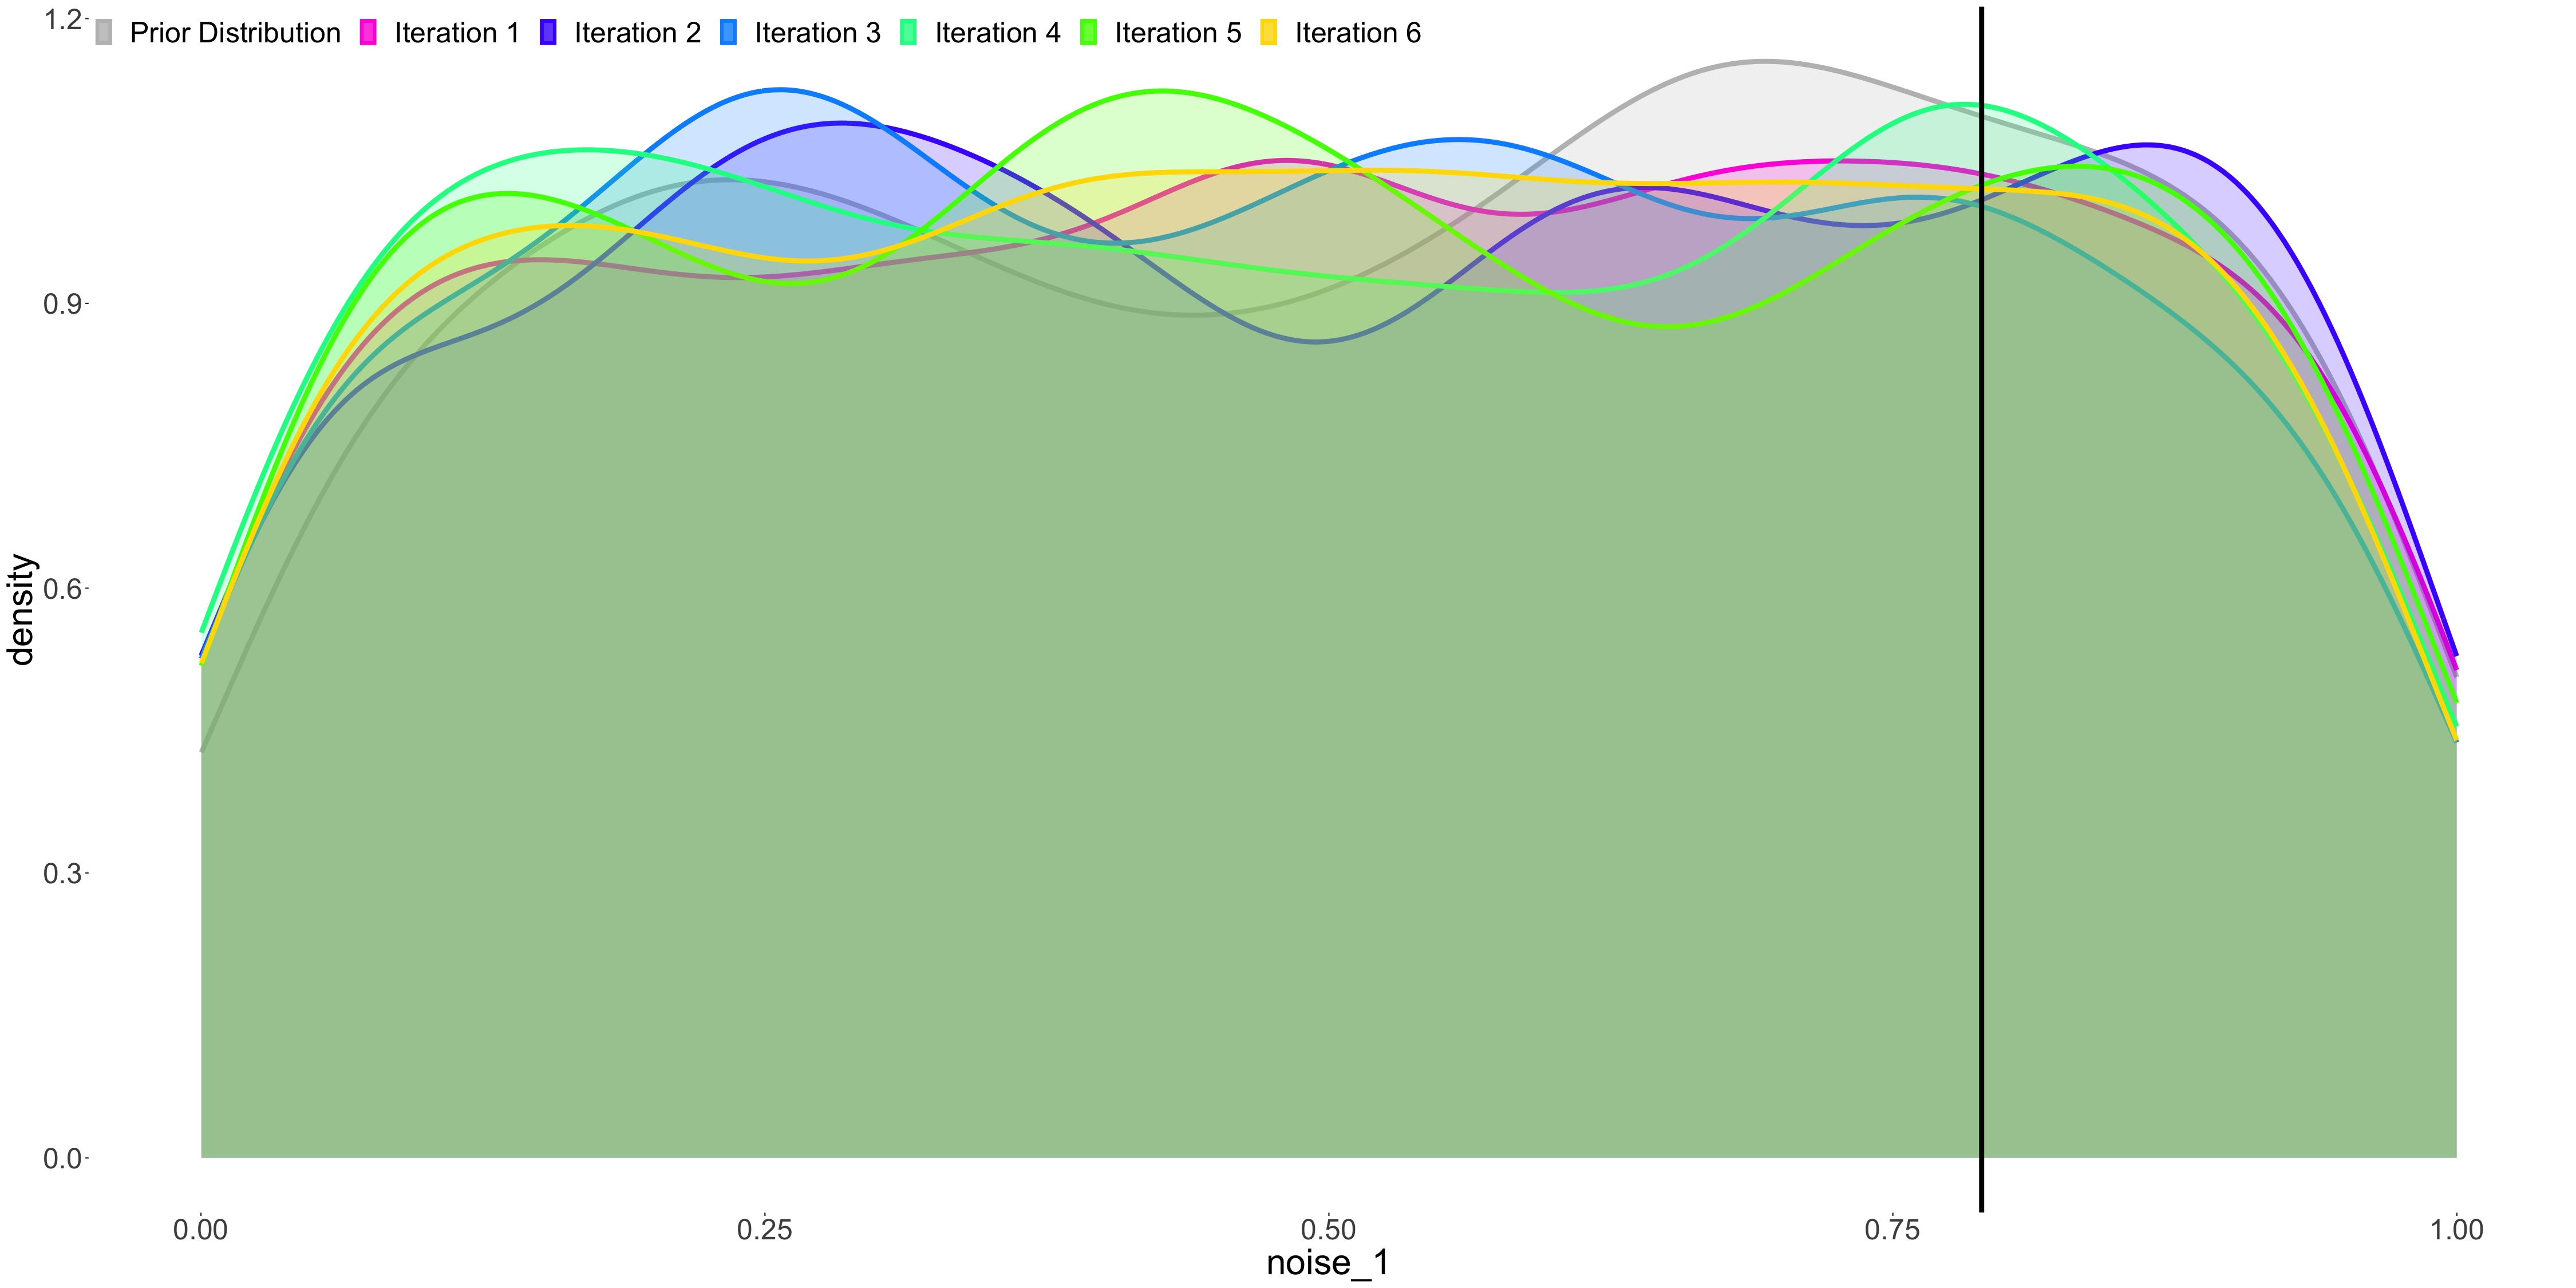 Prior Distribution Iteration 1 Iteration 2 Iteration 3 Iteration 4 Iteration 5 Iteration 6
1.2
0.9
0.6
0.3
0.0
density
0.00 0.25 0.50 0.75 1.00
noise_1